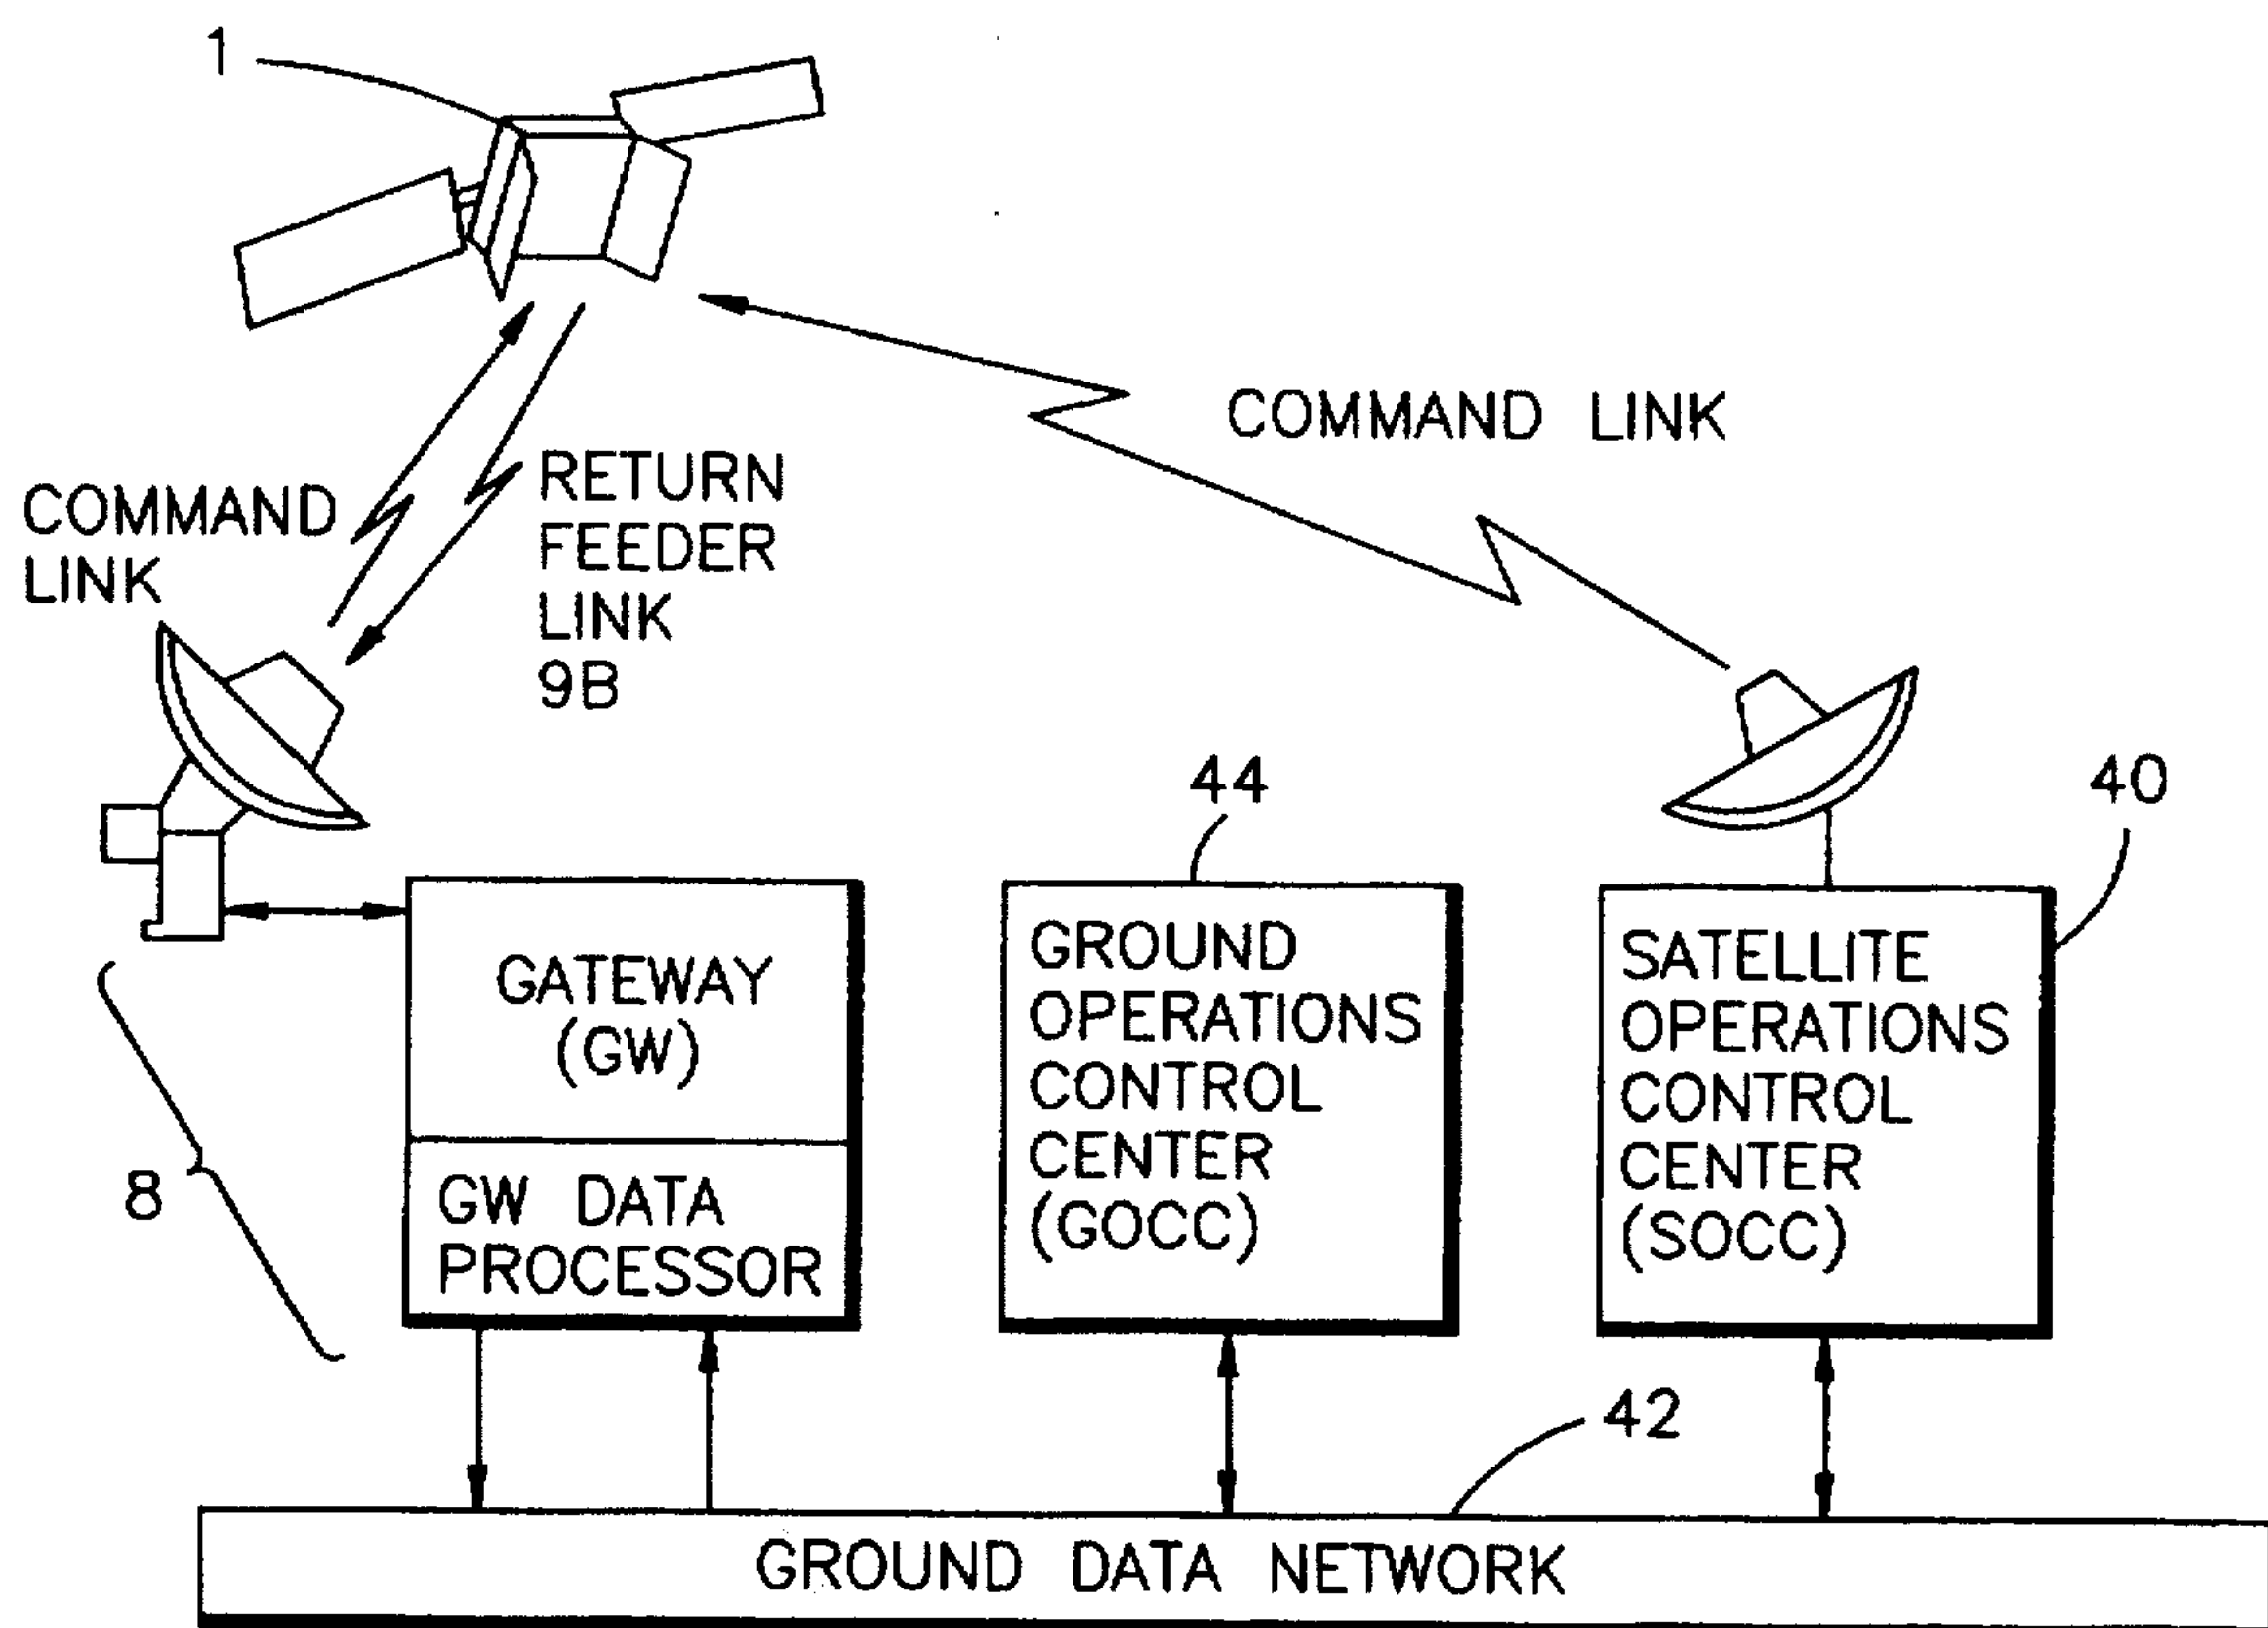 1
COMMAND LINK
COMMAND
LINK
RETURN
FEEDER
LINK
9B
44
40
8
GATEWAY
(GW)
GW DATA
PROCESSOR
GROUND
OPERATIONS
CONTROL
CENTER
(GOCC)
SATELLITE
OPERATIONS
CONTROL
CENTER
(SOCC)
42
GROUND DATA NETWORK